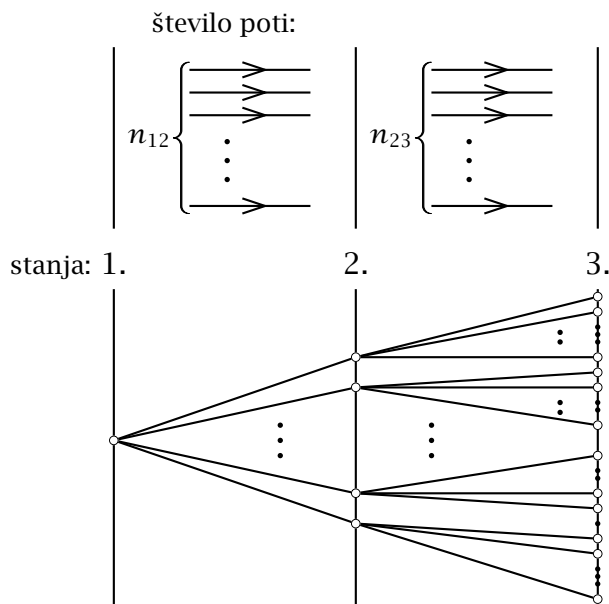 število poti:
n₁₂ n₂₃
stanja: 1. 2. 3.